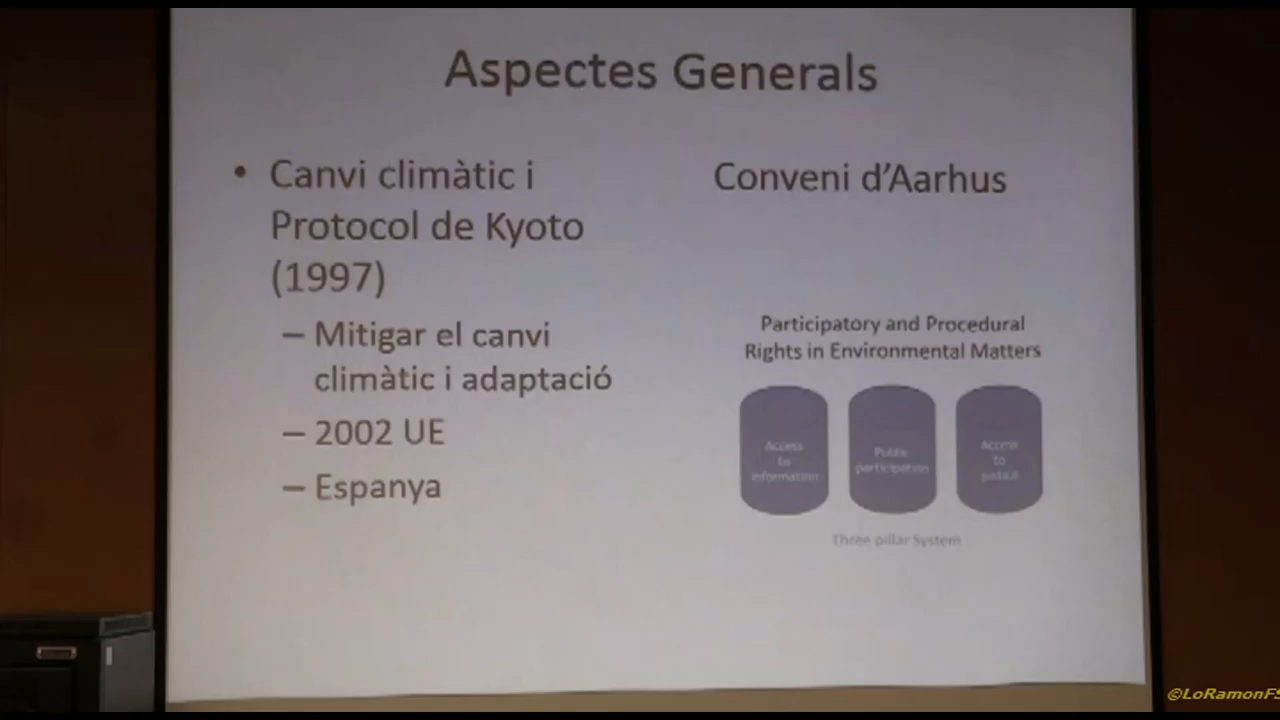 Aspectes Generals
• Canvi climàtic i
Protocol de Kyoto
(1997)
– Mitigar el canvi
climàtic i adaptació
– 2002 UE
– Espanya
Conveni d'Aarhus
Participatory and Procedural
Rights in Environmental Matters
Access
to
information
Public
participation
Access
to
justice
Three pillar System
©LoRamonFS